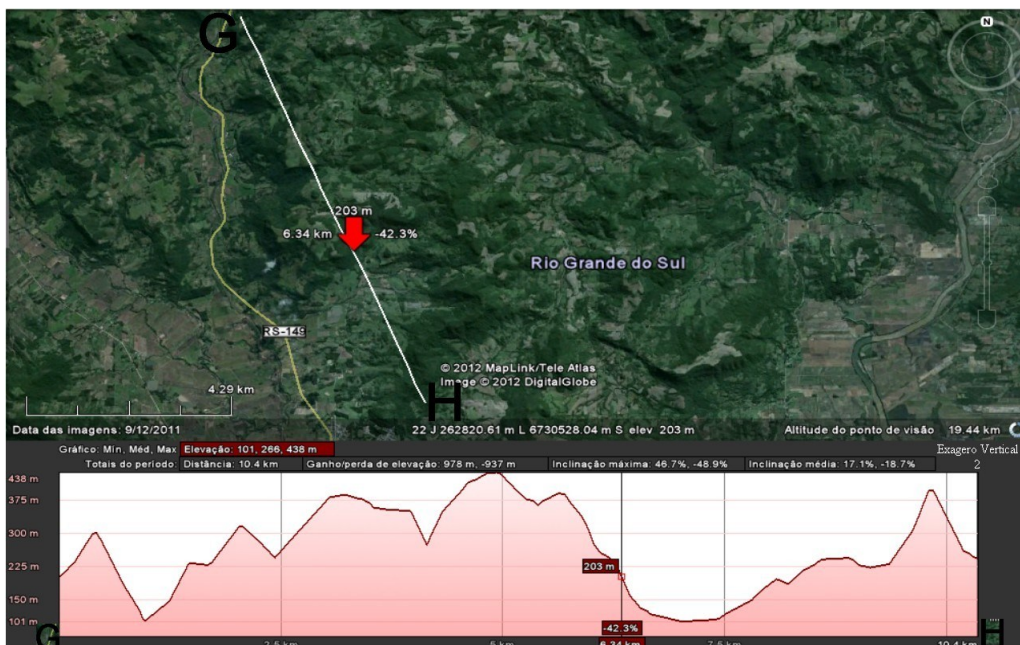 N
G
203 m
6.34 km -42.3%
Rio Grande do Sul
RS-149
© 2012 MapLink/Tele Atlas
Image © 2012 DigitalGlobe
H
4.29 km
Data das imagens: 9/12/2011 22 J 262820.61 m L 6730528.04 m S elev 203 m Altitude do ponto de visão 19.44 km
Gráfico: Min, Méd, Max Elevação: 101, 266, 438 m Exagero Vertical
Totais do período Distância: 10.4 km Ganho/perda de elevação: 978 m, -937 m Inclinação máxima: 46.7%, -48.9% Inclinação média: 17.1%, -18.7% 2
438 m
375 m
300 m
225 m
203 m
150 m
101 m
-42.3%
G 2.5 km 5 km 6.34 km 7.5 km 10.4 km H